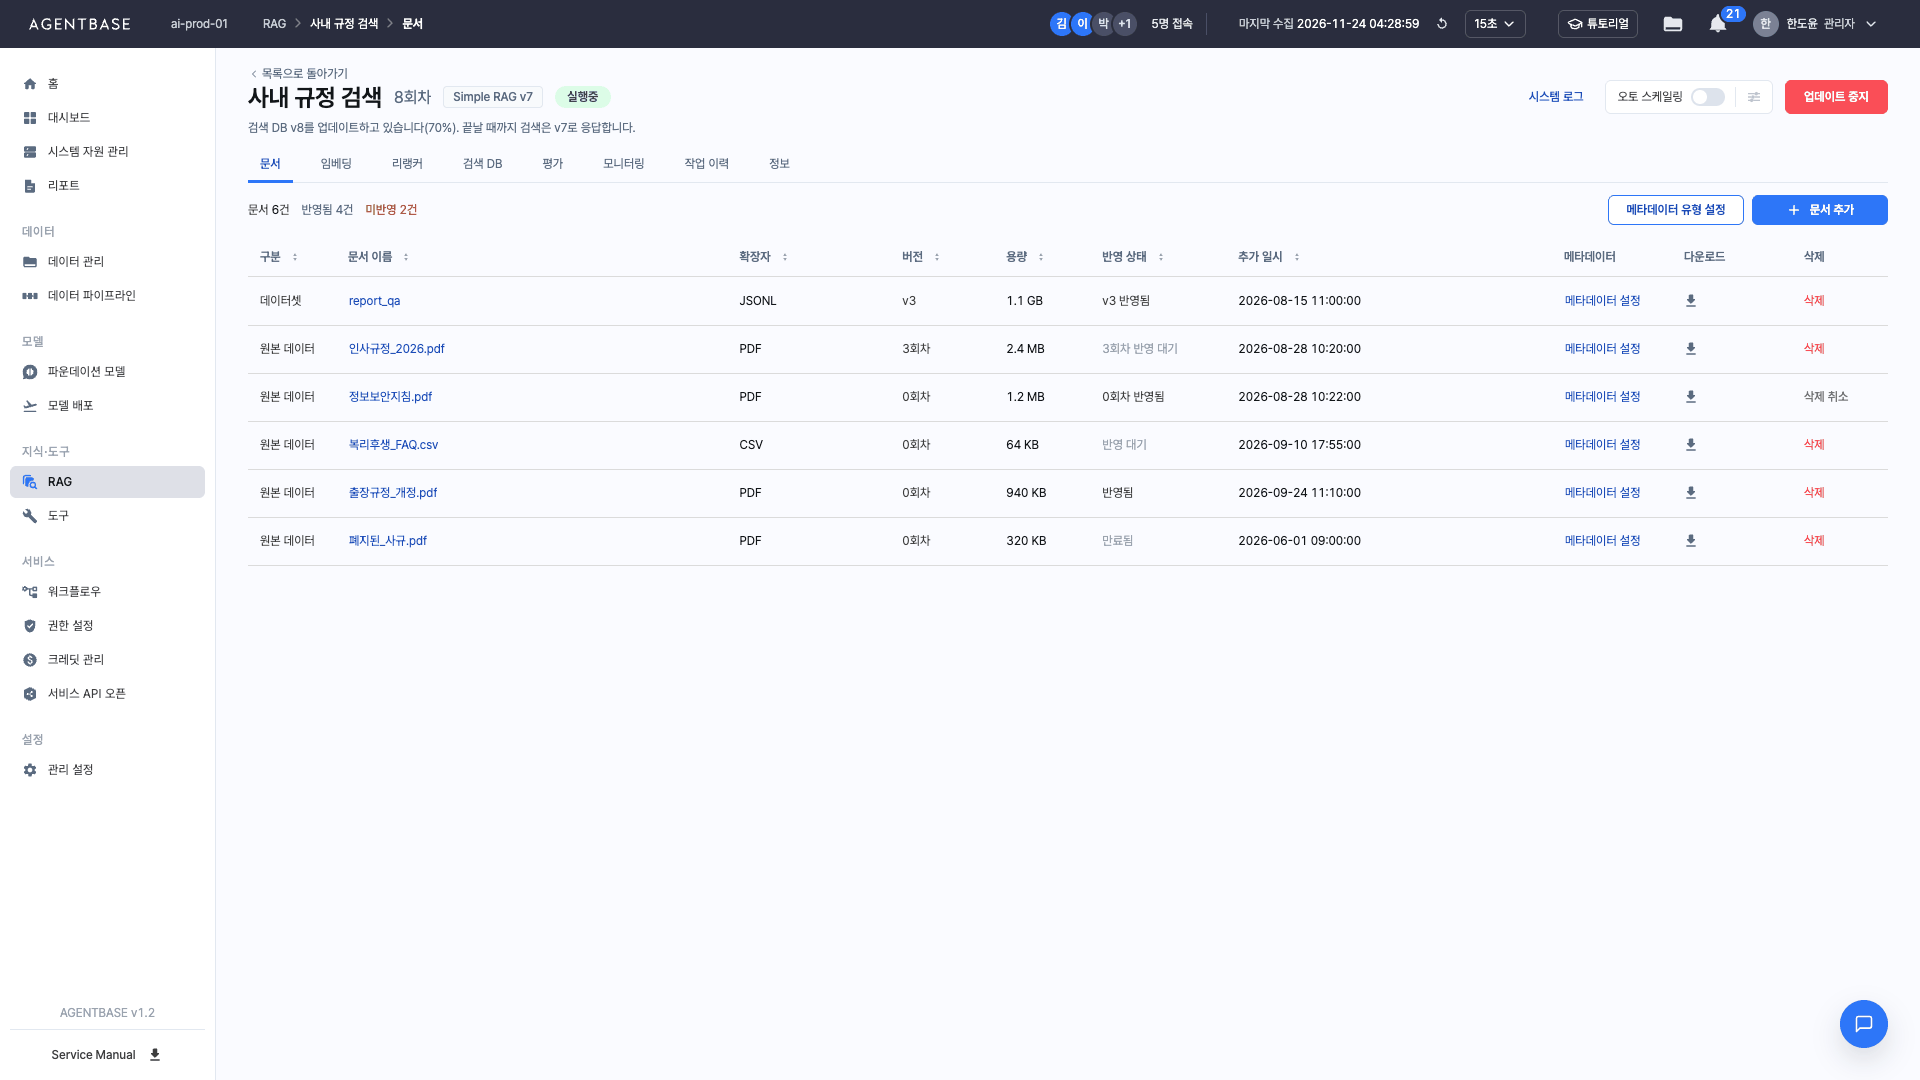 AGENTBASE ai-prod-01 RAG 사내 규정 검색 문서 김 이 박 +1 5명 접속 마지막 수집 2026-11-24 04:28:59 15초 튜토리얼 21 한 한도윤 관리자
홈
대시보드
시스템 자원 관리
리포트
데이터
데이터 관리
데이터 파이프라인
모델
파운데이션 모델
모델 배포
지식·도구
RAG
도구
서비스
워크플로우
권한 설정
크레딧 관리
서비스 API 오픈
설정
관리 설정
AGENTBASE v1.2
Service Manual
목록으로 돌아가기
사내 규정 검색 8회차 Simple RAG v7 실행중 시스템 로그 오토 스케일링 업데이트 중지
검색 DB v8를 업데이트하고 있습니다(70%). 끝날 때까지 검색은 v7로 응답합니다.
문서 임베딩 리랭커 검색 DB 평가 모니터링 작업 이력 정보
문서 6건 반영됨 4건 미반영 2건 메타데이터 유형 설정 문서 추가
구분 문서 이름 확장자 버전 용량 반영 상태 추가 일시 메타데이터 다운로드 삭제
데이터셋 report_qa JSONL v3 1.1 GB v3 반영됨 2026-08-15 11:00:00 메타데이터 설정 삭제
원본 데이터 인사규정_2026.pdf PDF 3회차 2.4 MB 3회차 반영 대기 2026-08-28 10:20:00 메타데이터 설정 삭제
원본 데이터 정보보안지침.pdf PDF 0회차 1.2 MB 0회차 반영됨 2026-08-28 10:22:00 메타데이터 설정 삭제 취소
원본 데이터 복리후생_FAQ.csv CSV 0회차 64 KB 반영 대기 2026-09-10 17:55:00 메타데이터 설정 삭제
원본 데이터 출장규정_개정.pdf PDF 0회차 940 KB 반영됨 2026-09-24 11:10:00 메타데이터 설정 삭제
원본 데이터 폐지된_사규.pdf PDF 0회차 320 KB 만료됨 2026-06-01 09:00:00 메타데이터 설정 삭제